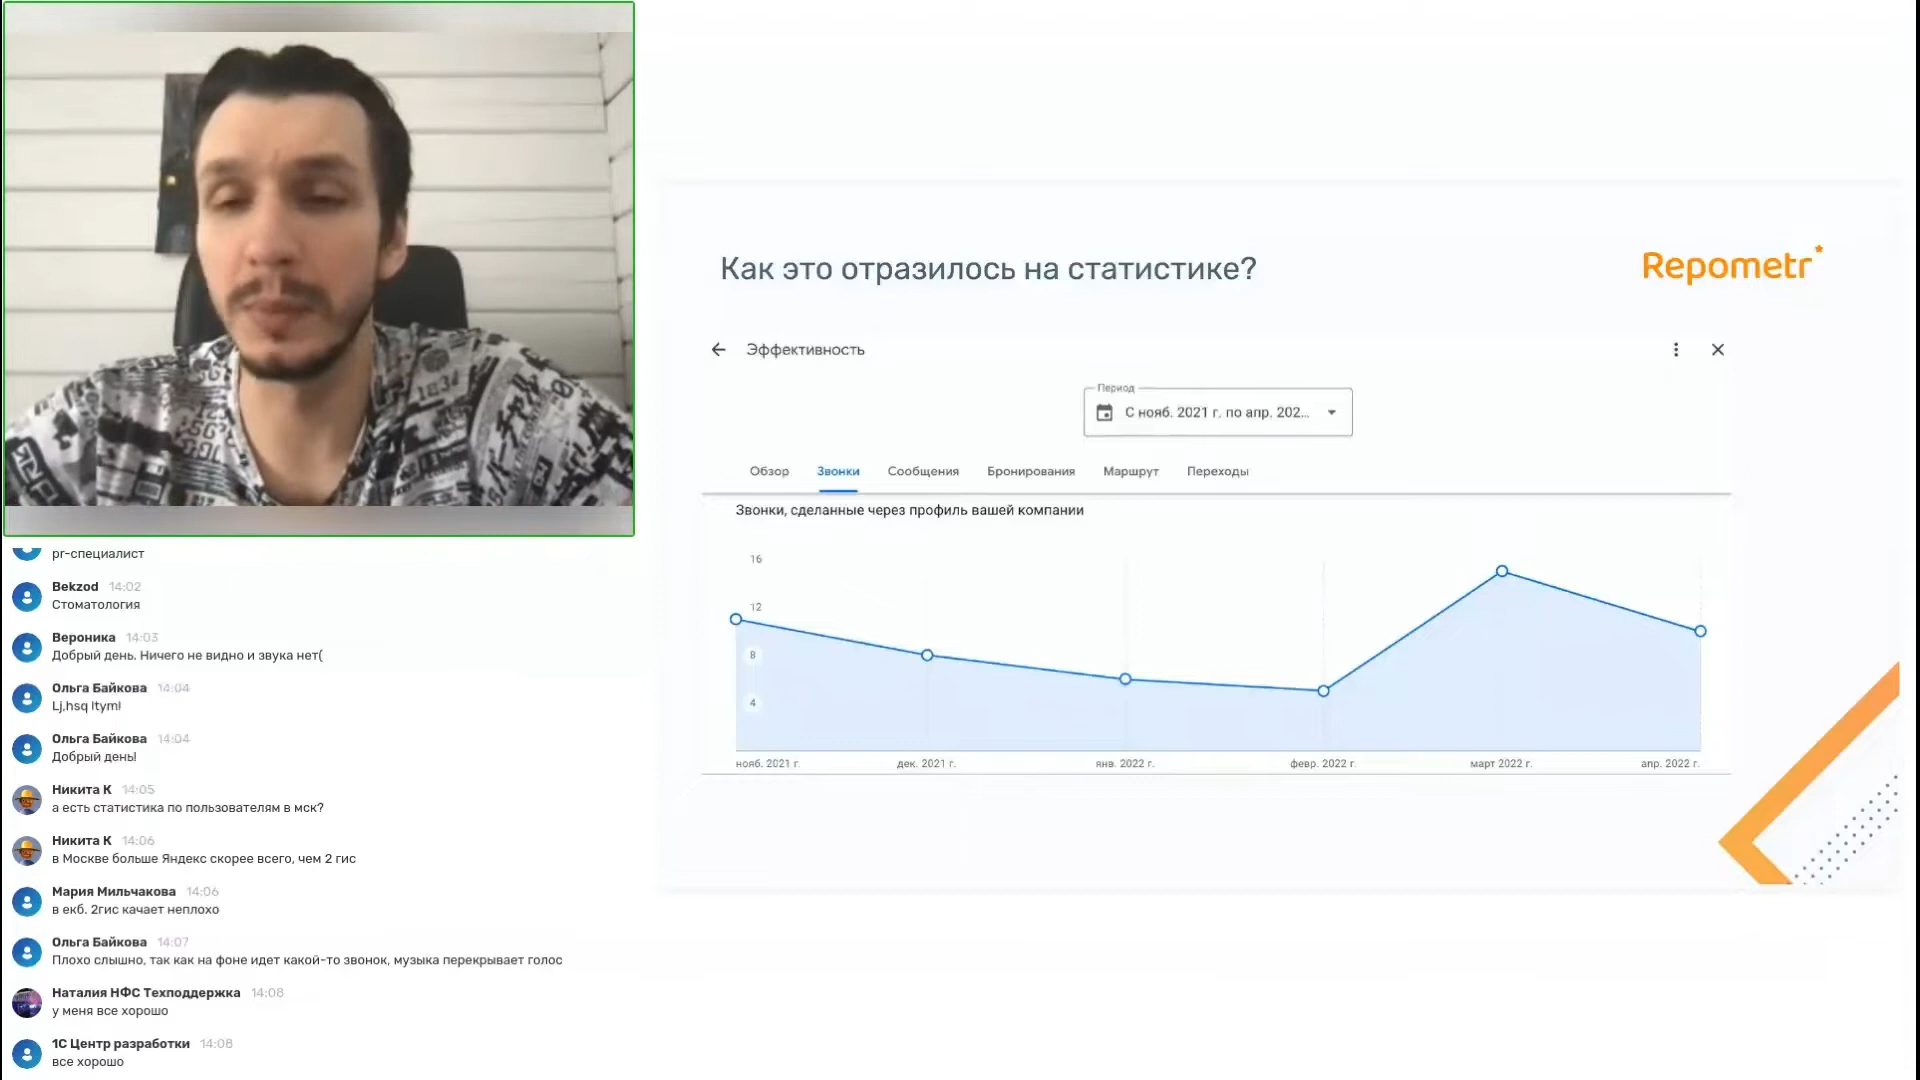 pr-специалист
Bekzod 14:02
Стоматология
Вероника 14:03
Добрый день. Ничего не видно и звука нет(
Ольга Байкова 14:04
Lj,hsq ltym!
Ольга Байкова 14:04
Добрый день!
Никита К 14:05
а есть статистика по пользователям в мск?
Никита К 14:06
в Москве больше Яндекс скорее всего, чем 2 гис
Мария Мильчакова 14:06
в екб. 2гис качает неплохо
Ольга Байкова 14:07
Плохо слышно, так как на фоне идет какой-то звонок, музыка перекрывает голос
Наталия НФС Техподдержка 14:08
у меня все хорошо
1С Центр разработки 14:08
все хорошо
Как это отразилось на статистике?
Repometr
Эффективность
Период
С нояб. 2021 г. по апр. 202...
Обзор Звонки Сообщения Бронирования Маршрут Переходы
Звонки, сделанные через профиль вашей компании
16
12
8
4
нояб. 2021 г. дек. 2021 г. янв. 2022 г. февр. 2022 г. март 2022 г. апр. 2022 г.